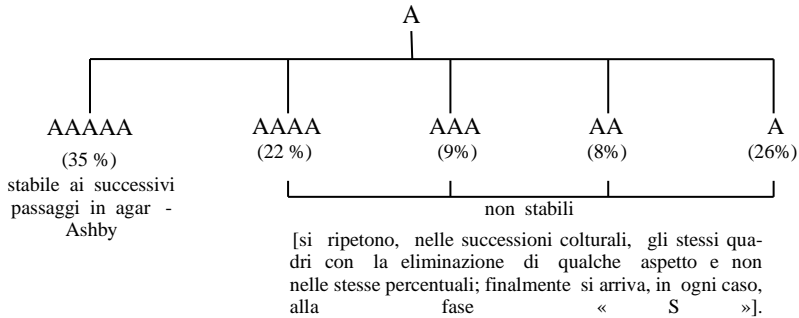 A
AAAAA AAAA AAA AA A
(35 %) (22 %) (9%) (8%) (26%)
stabile ai successivi
passaggi in agar -
Ashby
non stabili
[si ripetono, nelle successioni colturali, gli stessi qua-
dri con la eliminazione di qualche aspetto e non
nelle stesse percentuali; finalmente si arriva, in ogni caso,
alla fase « S »].